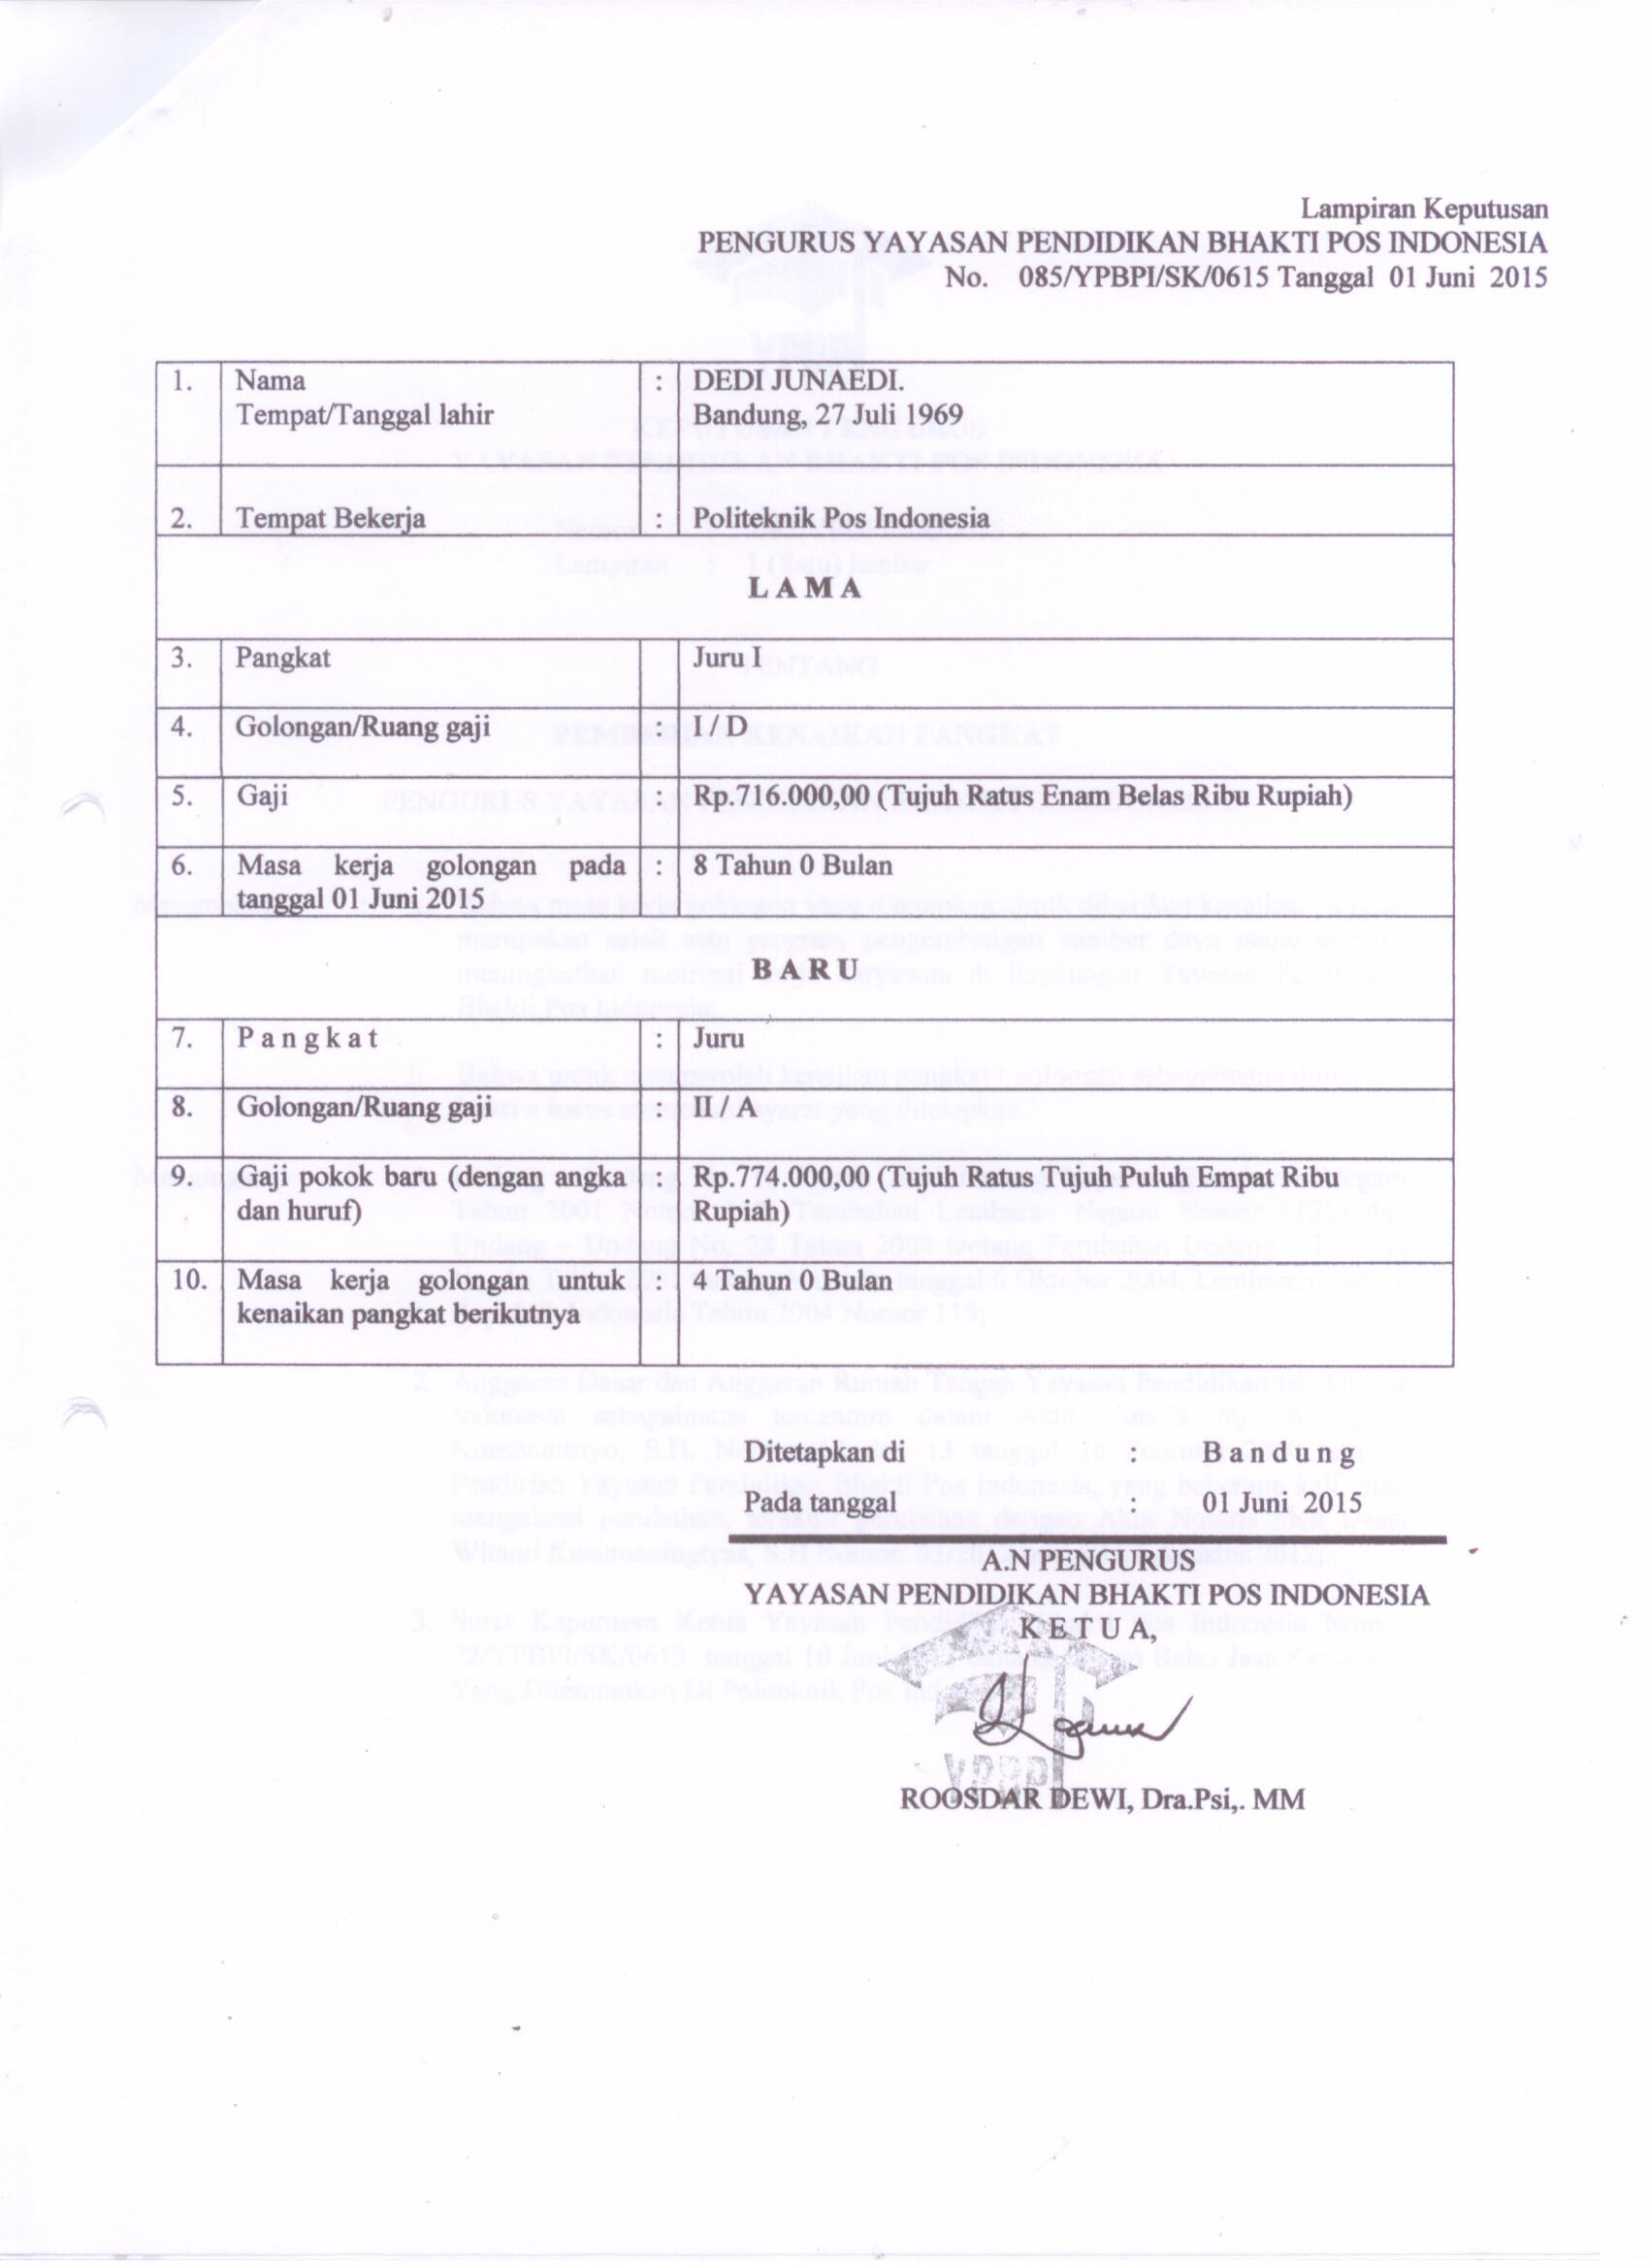 Lampiran Keputusan
PENGURUS YAYASAN PENDIDIKAN BHAKTI POS INDONESIA
No. 085/YPBPI/SK/0615 Tanggal 01 Juni 2015
1. Nama : DEDI JUNAEDI.
Tempat/Tanggal lahir Bandung, 27 Juli 1969
2. Tempat Bekerja : Politeknik Pos Indonesia
L A M A
3. Pangkat Juru I
4. Golongan/Ruang gaji : I / D
5. Gaji : Rp.716.000,00 (Tujuh Ratus Enam Belas Ribu Rupiah)
6. Masa kerja golongan pada : 8 Tahun 0 Bulan
tanggal 01 Juni 2015
B A R U
7. P a n g k a t : Juru
8. Golongan/Ruang gaji : II / A
9. Gaji pokok baru (dengan angka : Rp.774.000,00 (Tujuh Ratus Tujuh Puluh Empat Ribu
dan huruf) Rupiah)
10. Masa kerja golongan untuk : 4 Tahun 0 Bulan
kenaikan pangkat berikutnya
Ditetapkan di : B a n d u n g
Pada tanggal : 01 Juni 2015
A.N PENGURUS
YAYASAN PENDIDIKAN BHAKTI POS INDONESIA
K E T U A,
YPBPI
ROOSDAR DEWI, Dra.Psi,. MM